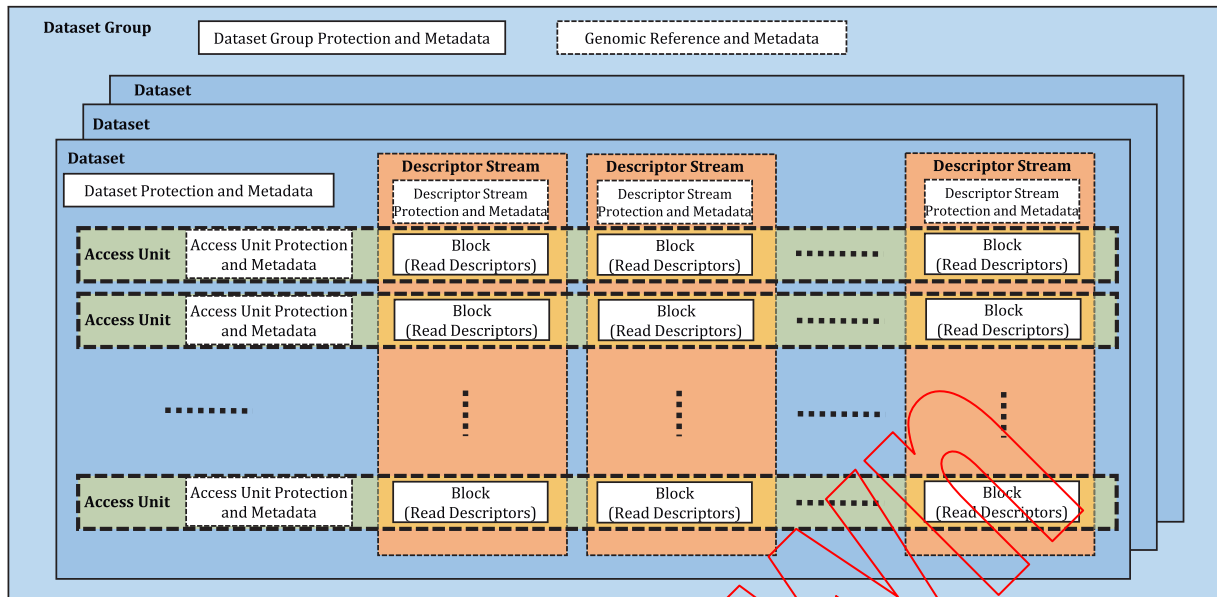 Dataset Group
Dataset Group Protection and Metadata
Genomic Reference and Metadata
Dataset
Dataset
Dataset
Dataset Protection and Metadata
Descriptor Stream
Descriptor Stream
Protection and Metadata
Descriptor Stream
Descriptor Stream
Protection and Metadata
Descriptor Stream
Descriptor Stream
Protection and Metadata
Access Unit
Access Unit Protection
and Metadata
Block
(Read Descriptors)
Block
(Read Descriptors)
Block
(Read Descriptors)
Access Unit
Access Unit Protection
and Metadata
Block
(Read Descriptors)
Block
(Read Descriptors)
Block
(Read Descriptors)
Access Unit
Access Unit Protection
and Metadata
Block
(Read Descriptors)
Block
(Read Descriptors)
Block
(Read Descriptors)